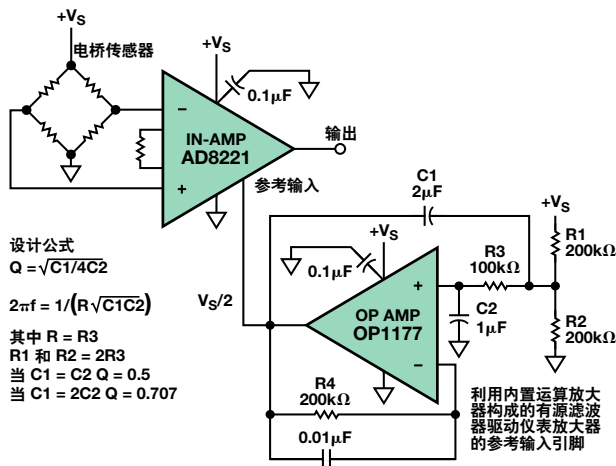 +VS
电桥传感器
+VS
0.1μF
−
IN-AMP
AD8221
+
输出
参考输入
C1
2μF
+VS
R1
200kΩ
+VS
0.1μF
R3
100kΩ
设计公式
Q = √C1/4C2
2πf = 1/(R√C1C2)
其中 R = R3
R1 和 R2 = 2R3
当 C1 = C2 Q = 0.5
当 C1 = 2C2 Q = 0.707
VS/2
+
OP AMP
OP1177
−
C2
1μF
R2
200kΩ
R4
200kΩ
0.01μF
利用内置运算放大
器构成的有源滤波
器驱动仪表放大器
的参考输入引脚